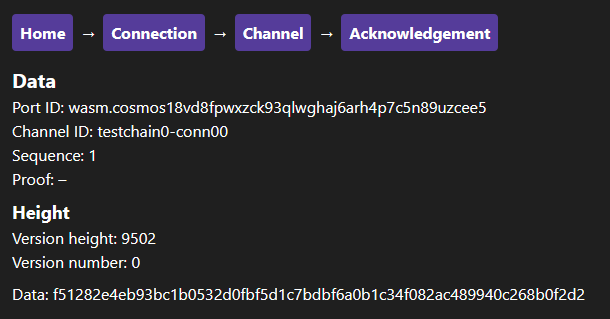 Home → Connection → Channel → Acknowledgement
Data
Port ID: wasm.cosmos18vd8fpwxzck93qlwghaj6arh4p7c5n89uzcee5
Channel ID: testchain0-conn00
Sequence: 1
Proof: –
Height
Version height: 9502
Version number: 0
Data: f51282e4eb93bc1b0532d0fbf5d1c7bdbf6a0b1c34f082ac489940c268b0f2d2